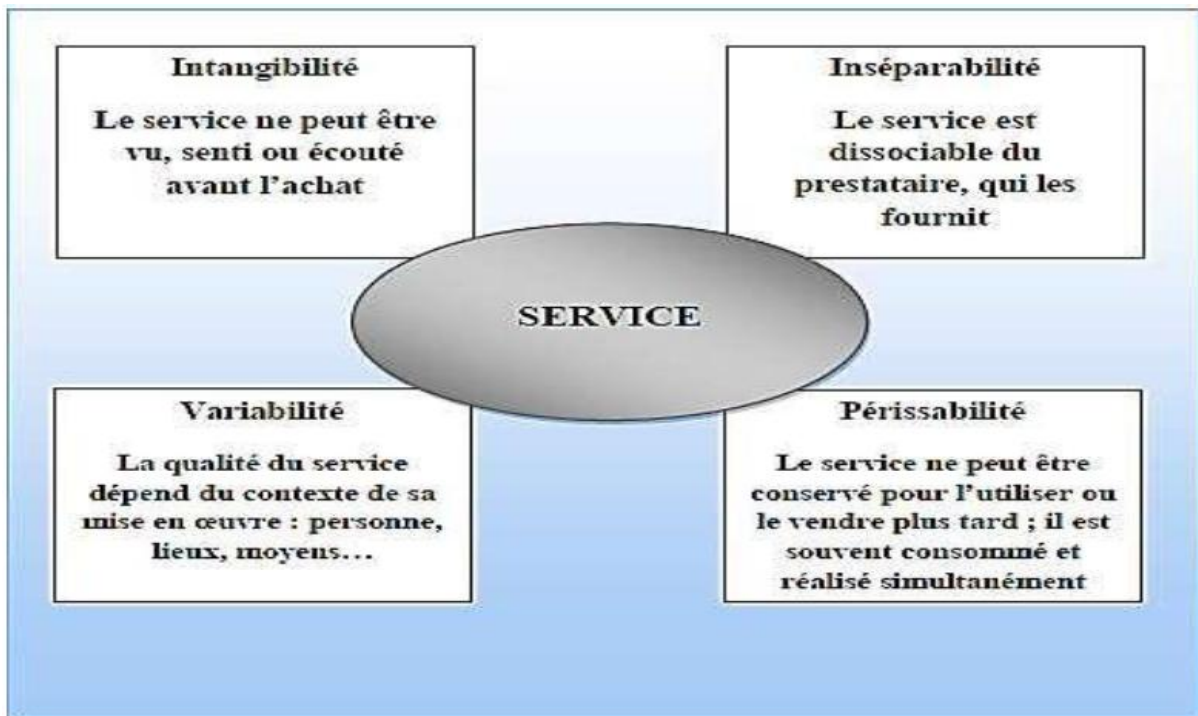 Intangibilité
Le service ne peut être
vu, senti ou écouté
avant l'achat
Inséparabilité
Le service est
dissociable du
prestataire, qui les
fournit
SERVICE
Variabilité
La qualité du service
dépend du contexte de sa
mise en œuvre : personne,
lieux, moyens...
Périssabilité
Le service ne peut être
conservé pour l'utiliser ou
le vendre plus tard ; il est
souvent consommé et
réalisé simultanément